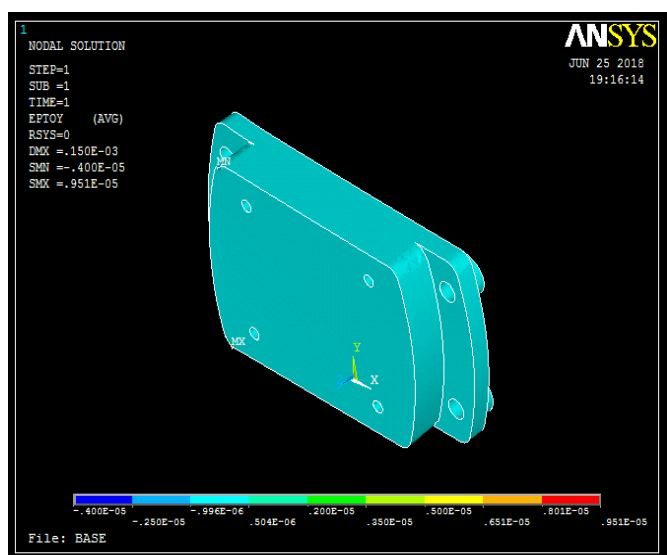 1
NODAL SOLUTION
STEP=1
SUB =1
TIME=1
EPTOY    (AVG)
RSYS=0
DMX =.150E-03
SMN =-.400E-05
SMX =.951E-05
ANSYS
JUN 25 2018
19:16:14
MN
MX
Y
X
-.400E-05 -.996E-06 .200E-05 .500E-05 .801E-05
-.250E-05 .504E-06 .350E-05 .651E-05 .951E-05
File: BASE